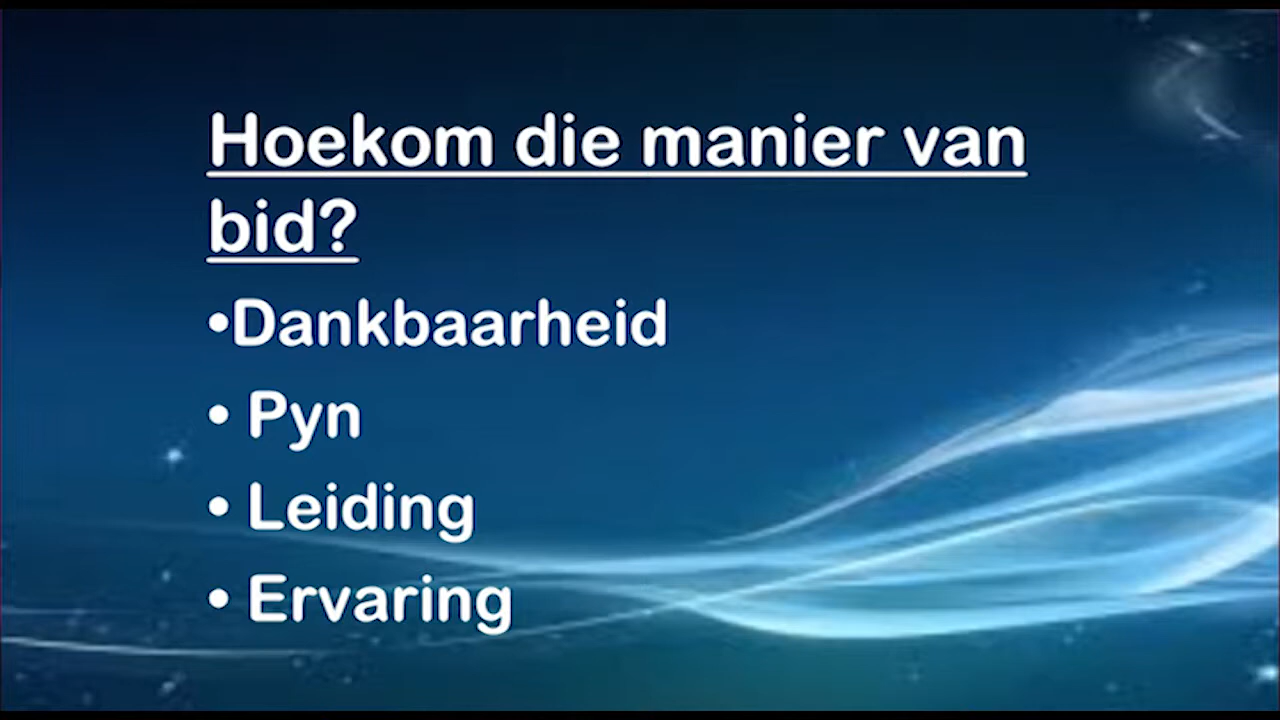 Hoekom die manier van
bid?
•Dankbaarheid
• Pyn
• Leiding
• Ervaring